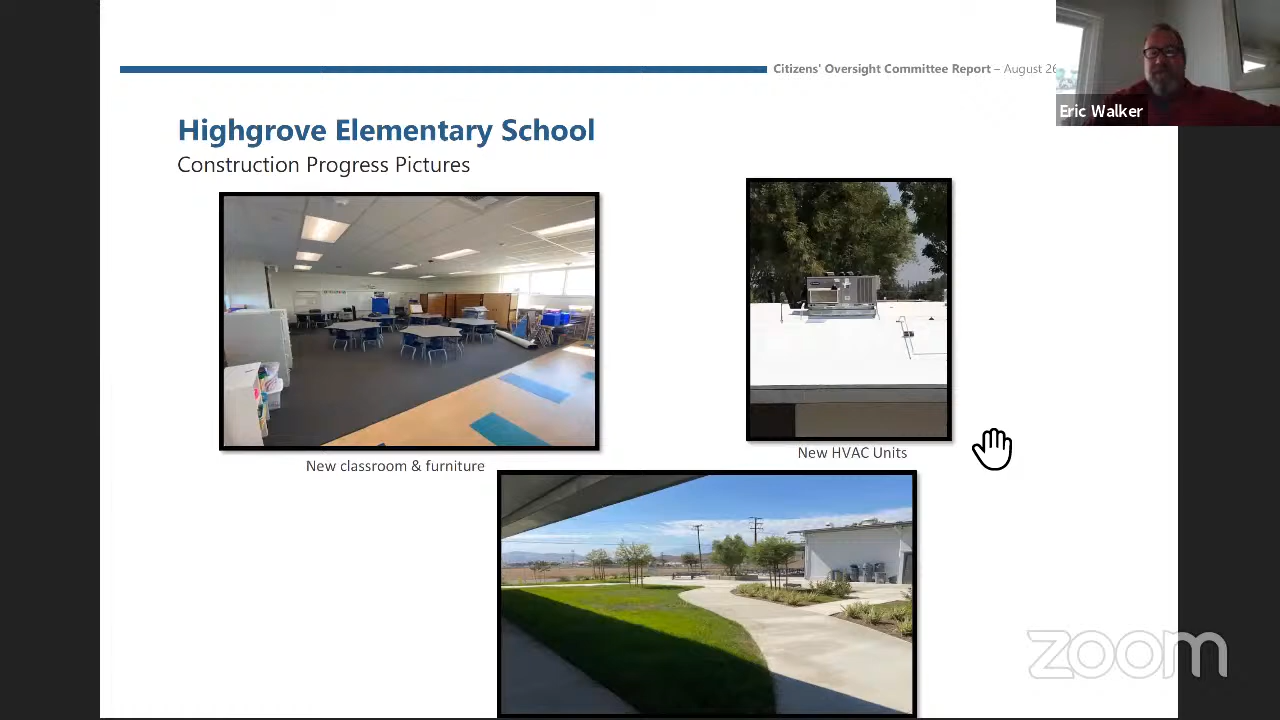 Citizens' Oversight Committee Report – August 26
Eric Walker
Highgrove Elementary School
Construction Progress Pictures
New classroom & furniture
New HVAC Units
zoom